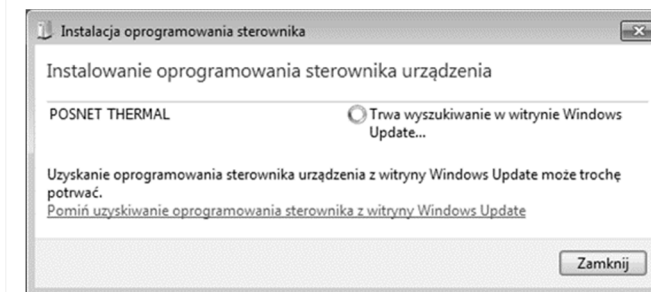 Instalacja oprogramowania sterownika
Instalowanie oprogramowania sterownika urządzenia
POSNET THERMAL
Trwa wyszukiwanie w witrynie Windows
Update...
Uzyskanie oprogramowania sterownika urządzenia z witryny Windows Update może trochę
potrwać.
Pomiń uzyskiwanie oprogramowania sterownika z witryny Windows Update
Zamknij